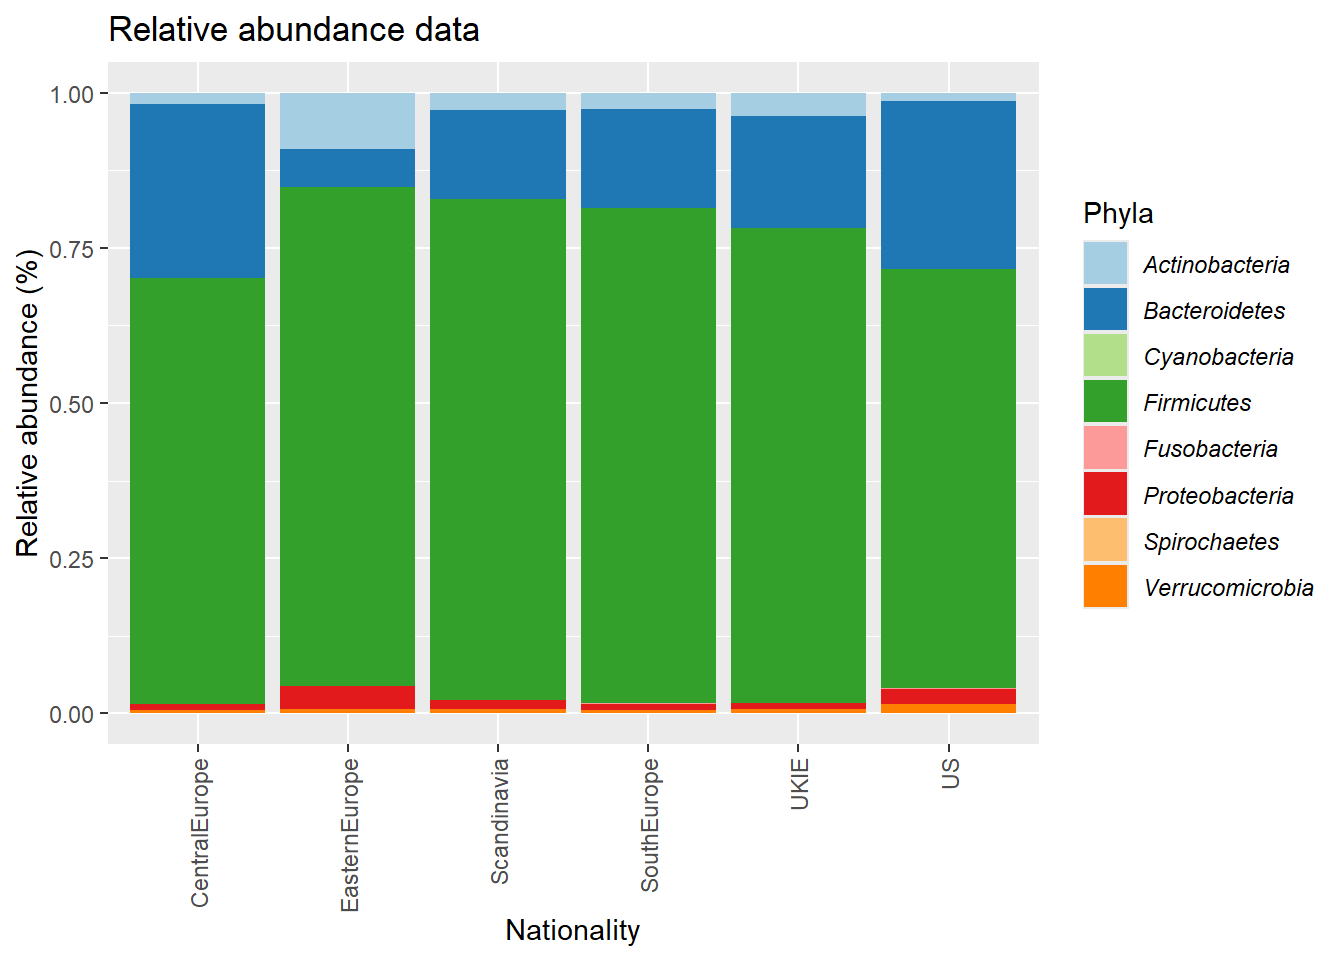 Relative abundance data
Relative abundance (%)
1.00
0.75
0.50
0.25
0.00
CentralEurope
EasternEurope
Scandinavia
SouthEurope
UKIE
US
Nationality
Phyla
Actinobacteria
Bacteroidetes
Cyanobacteria
Firmicutes
Fusobacteria
Proteobacteria
Spirochaetes
Verrucomicrobia